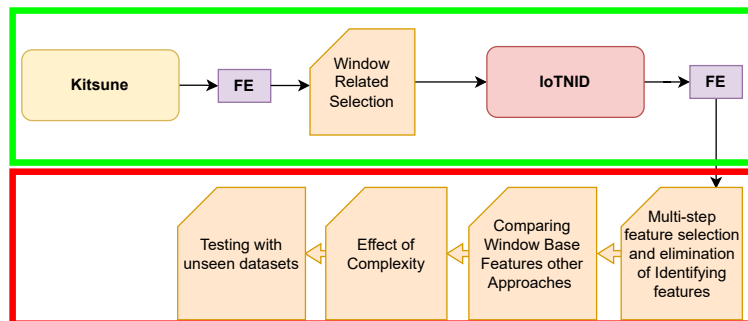 Kitsune
FE
Window
Related
Selection
IoTNID
FE
Testing with
unseen datasets
Effect of
Complexity
Comparing
Window Base
Features other
Approaches
Multi-step
feature selection
and elimination
of Identifying
features